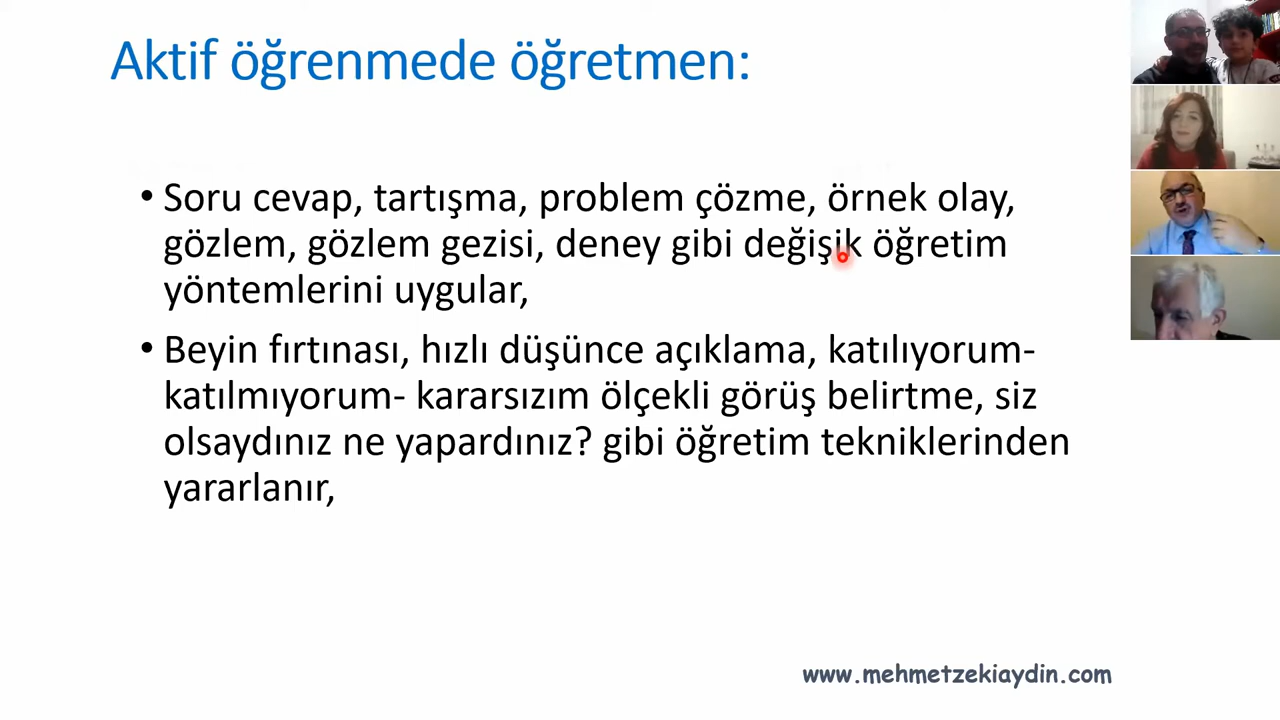 Aktif öğrenmede öğretmen:
• Soru cevap, tartışma, problem çözme, örnek olay,
gözlem, gözlem gezisi, deney gibi değişik öğretim
yöntemlerini uygular,
• Beyin fırtınası, hızlı düşünce açıklama, katılıyorum-
katılmıyorum- kararsızım ölçekli görüş belirtme, siz
olsaydınız ne yapardınız? gibi öğretim tekniklerinden
yararlanır,
www.mehmetzekiaydin.com